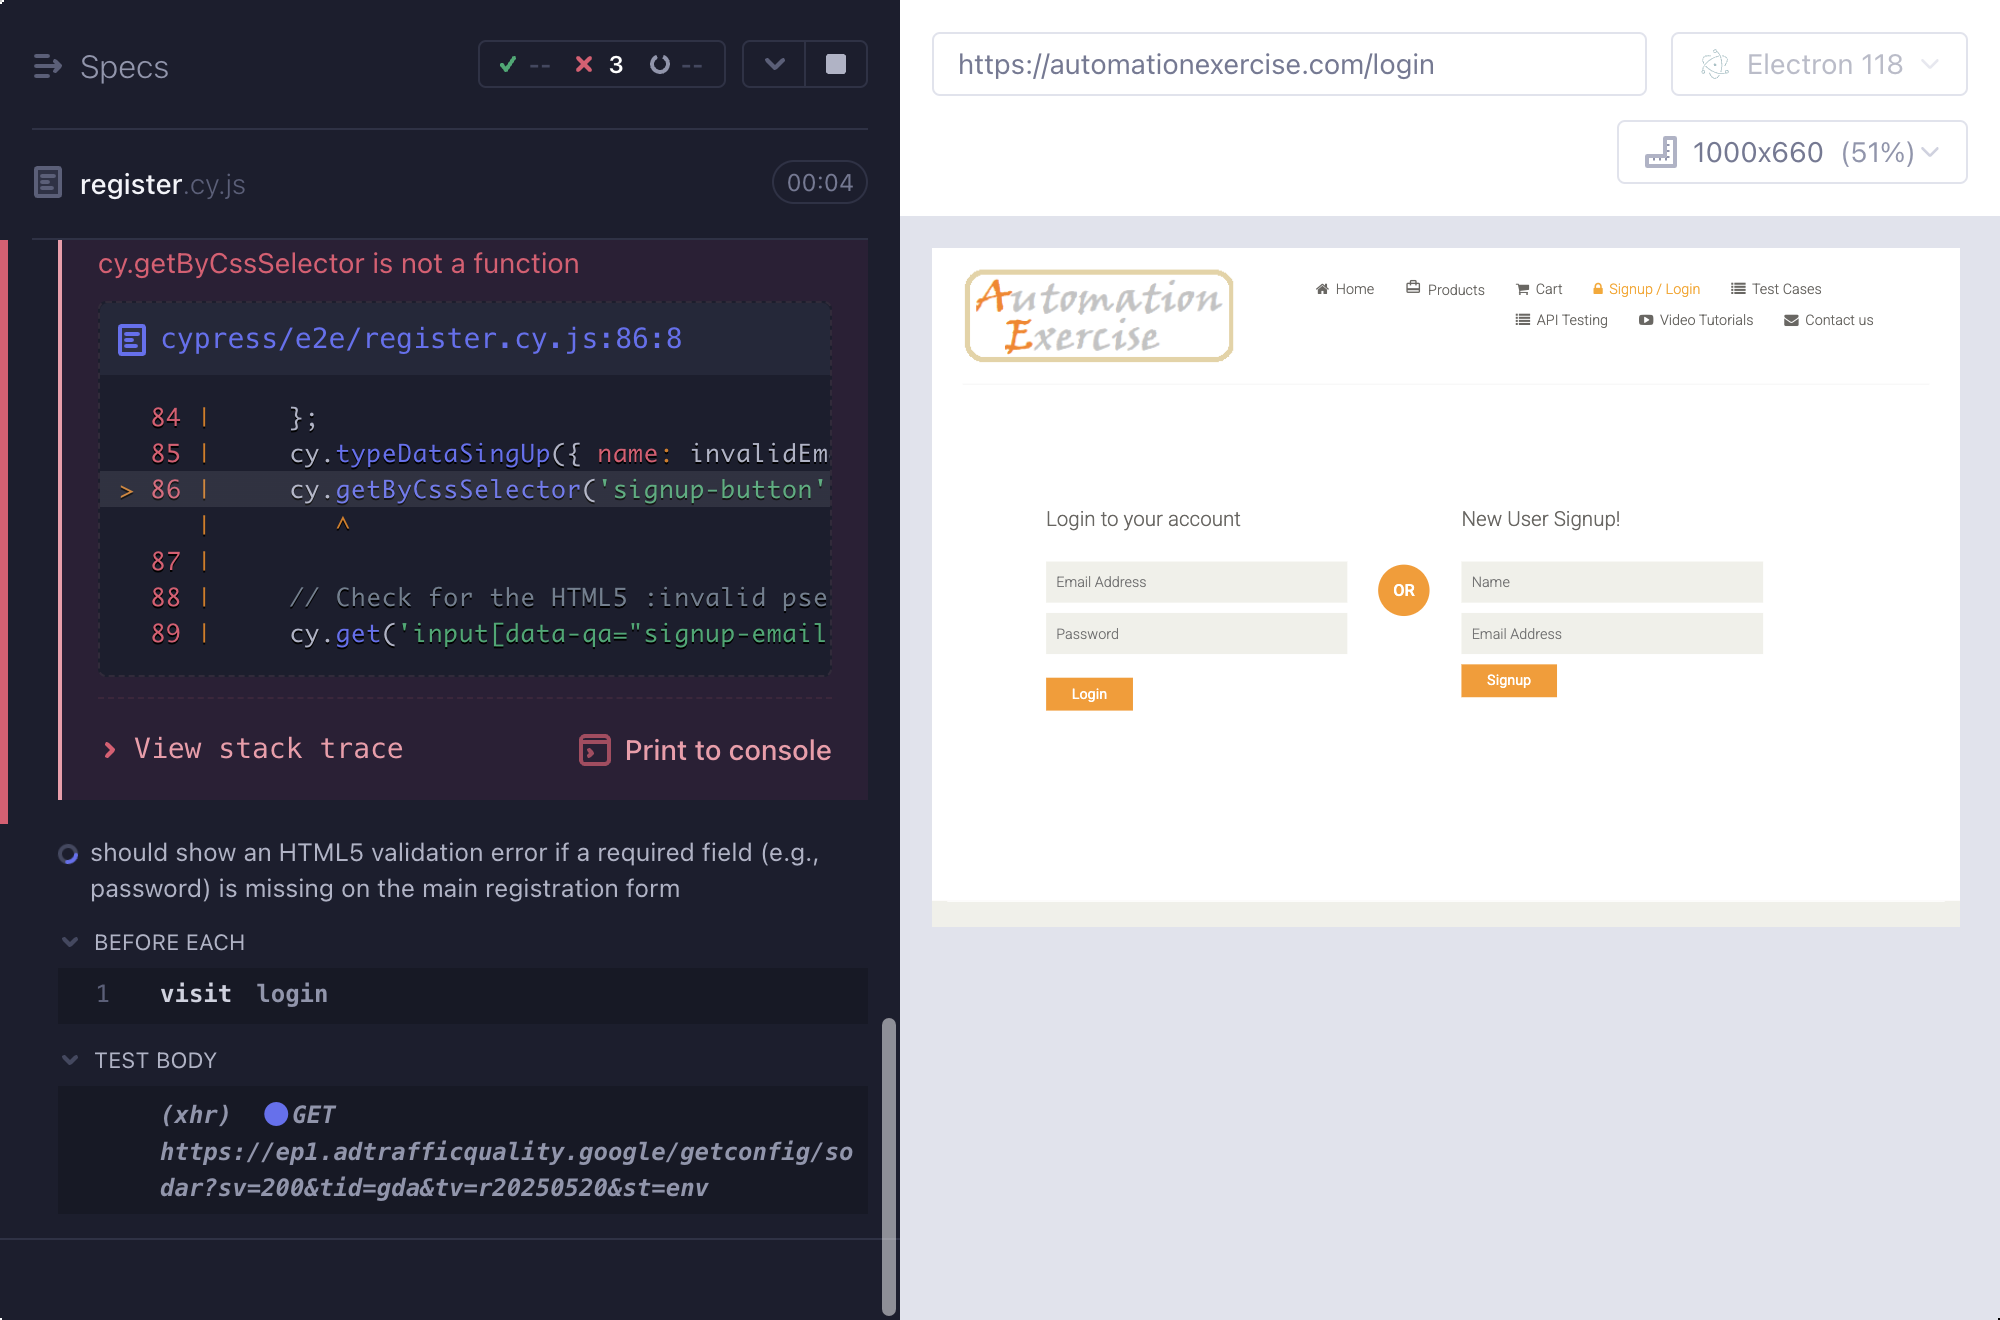 Specs
-- 3 --
register.cy.js
00:04
cy.getByCssSelector is not a function
cypress/e2e/register.cy.js:86:8
84 | };
85 | cy.typeDataSingUp({ name: invalidEm
> 86 | cy.getByCssSelector('signup-button'
| ^
87 |
88 | // Check for the HTML5 :invalid pse
89 | cy.get('input[data-qa="signup-email
View stack trace
Print to console
should show an HTML5 validation error if a required field (e.g.,
password) is missing on the main registration form
BEFORE EACH
1 visit login
TEST BODY
(xhr) GET
https://ep1.adtrafficquality.google/getconfig/so
dar?sv=200&tid=gda&tv=r20250520&st=env
https://automationexercise.com/login
Electron 118
1000x660 (51%)
Automation
Exercise
Home Products Cart Signup / Login Test Cases
API Testing Video Tutorials Contact us
Login to your account
Email Address
Password
Login
OR
New User Signup!
Name
Email Address
Signup